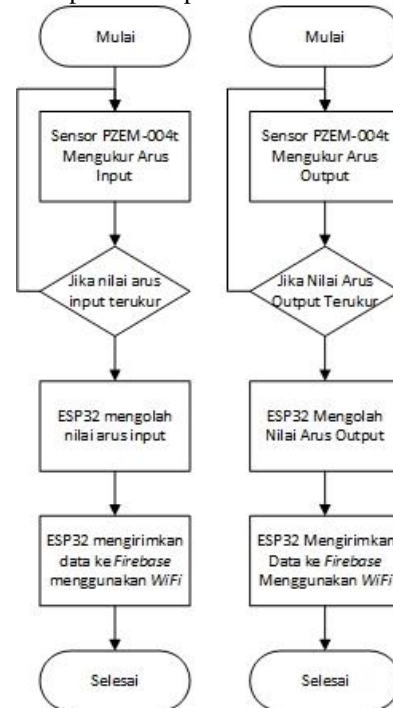 Mulai
Sensor PZEM-004t
Mengukur Arus
Input
Jika nilai arus
input terukur
ESP32 mengolah
nilai arus input
ESP32 mengirimkan
data ke Firebase
menggunakan WiFi
Selesai
Mulai
Sensor PZEM-004t
Mengukur Arus
Output
Jika Nilai Arus
Output Terukur
ESP32 Mengolah
Nilai Arus Output
ESP32 Mengirimkan
Data ke Firebase
Menggunakan WiFi
Selesai